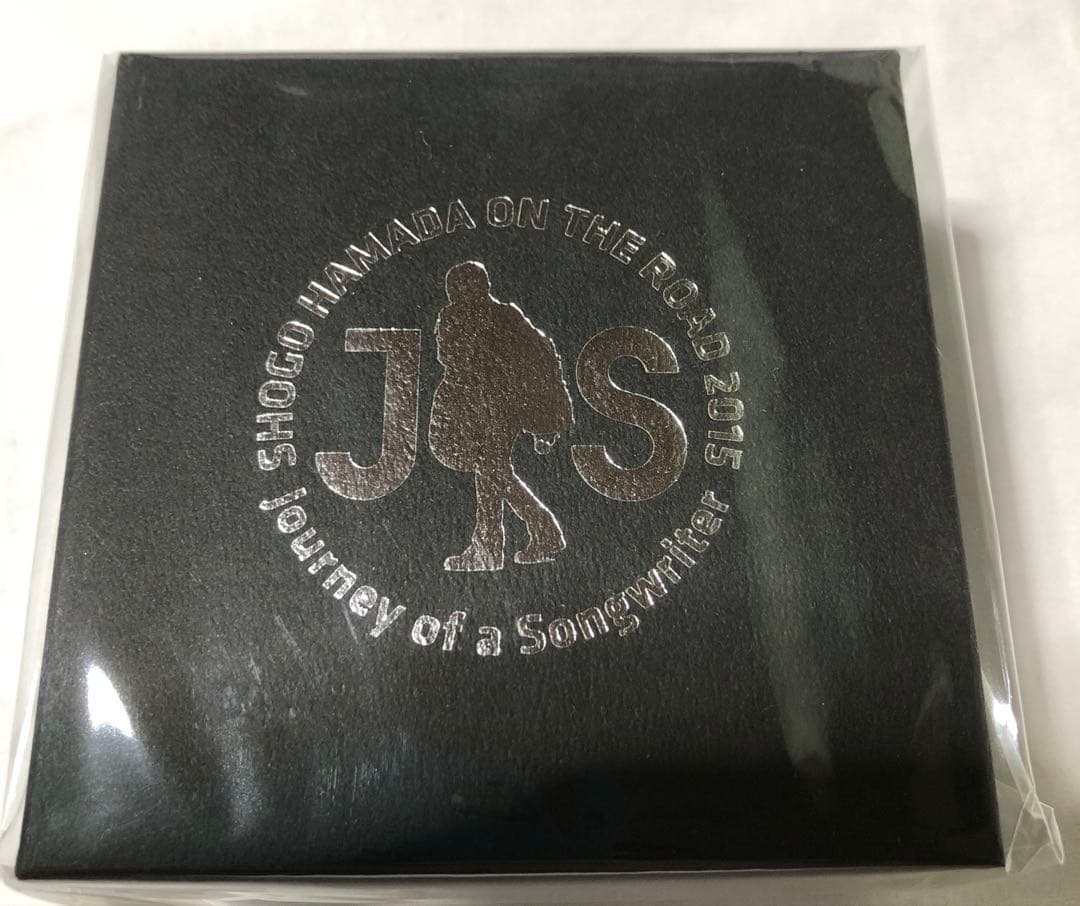 SHOGO HAMADA ON THE ROAD 2015
JS
Journey of a Songwriter